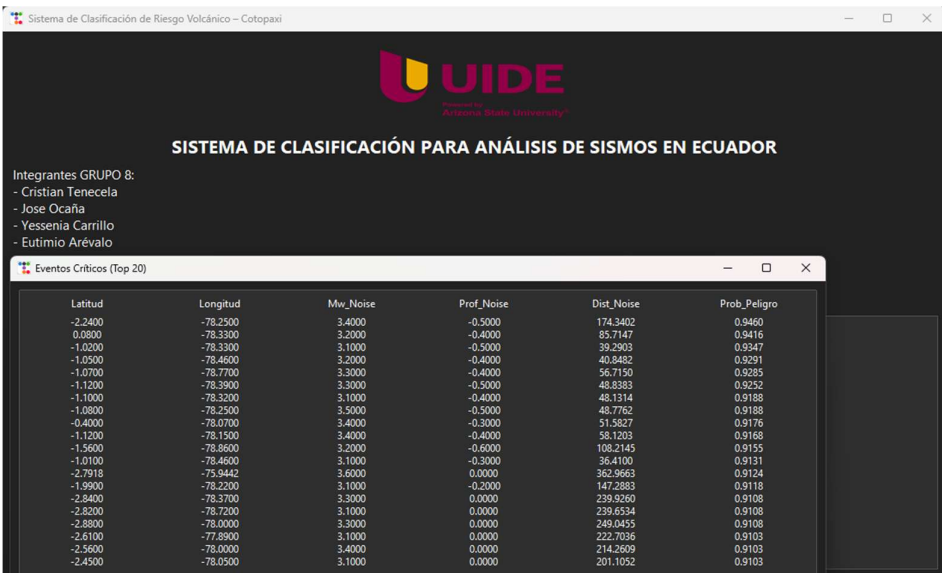 Sistema de Clasificación de Riesgo Volcánico – Cotopaxi
UIDE
Powered by
Arizona State University
SISTEMA DE CLASIFICACIÓN PARA ANÁLISIS DE SISMOS EN ECUADOR
Integrantes GRUPO 8:
- Cristian Tenecela
- Jose Ocaña
- Yessenia Carrillo
- Eutimio Arévalo
Eventos Críticos (Top 20)
Latitud Longitud Mw_Noise Prof_Noise Dist_Noise Prob_Peligro
-2.2400 -78.2500 3.4000 -0.5000 174.3402 0.9460
0.0800 -78.3300 3.2000 -0.4000 85.7147 0.9416
-1.0200 -78.3300 3.1000 -0.5000 39.2903 0.9347
-1.0500 -78.4600 3.2000 -0.4000 40.8482 0.9291
-1.0700 -78.7700 3.3000 -0.4000 56.7150 0.9285
-1.1200 -78.3900 3.3000 -0.5000 48.8383 0.9252
-1.1000 -78.3200 3.1000 -0.4000 48.1314 0.9188
-1.0800 -78.2500 3.5000 -0.5000 48.7762 0.9188
-0.4000 -78.0700 3.4000 -0.3000 51.5827 0.9176
-1.1200 -78.1500 3.4000 -0.4000 58.1203 0.9168
-1.5600 -78.8600 3.2000 -0.6000 108.2145 0.9155
-1.0100 -78.4600 3.1000 -0.3000 36.4100 0.9131
-2.7918 -75.9442 3.6000 0.0000 362.9663 0.9124
-1.9900 -78.2200 3.1000 -0.2000 147.2883 0.9118
-2.8400 -78.3700 3.3000 0.0000 239.9260 0.9108
-2.8200 -78.7200 3.1000 0.0000 239.6534 0.9108
-2.8800 -78.0000 3.3000 0.0000 249.0455 0.9108
-2.6100 -77.8900 3.1000 0.0000 222.7036 0.9103
-2.5600 -78.0000 3.4000 0.0000 214.2609 0.9103
-2.4500 -78.0500 3.1000 0.0000 201.1052 0.9103